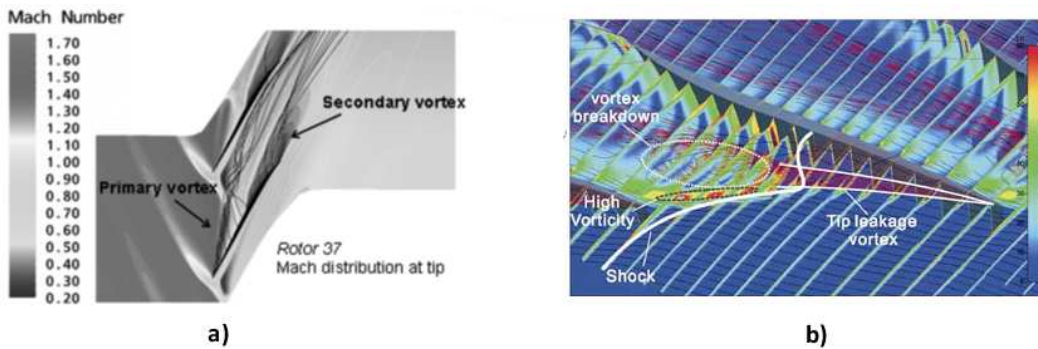 Mach Number
1.70
1.60
1.50
1.40
1.30
1.20
1.10
1.00
0.90
0.80
0.70
0.60
0.50
0.40
0.30
0.20
Secondary vortex
Primary vortex
Rotor 37
Mach distribution at tip
a)
vortex
breakdown
High
Vorticity
Tip leakage
vortex
Shock
b)